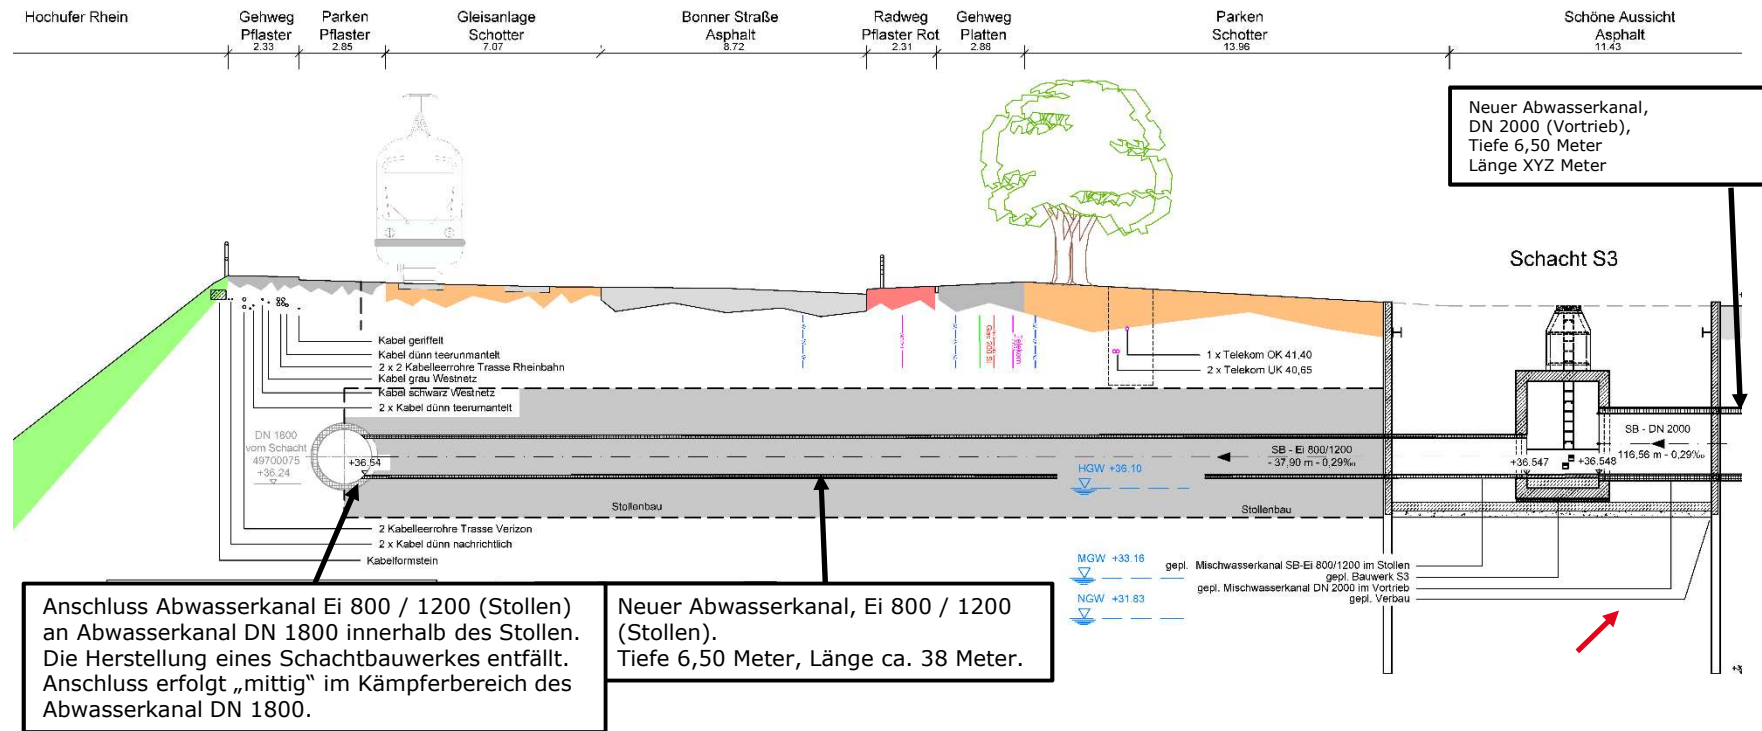 Hochufer Rhein
Gehweg
Pflaster
2.33
Parken
Pflaster
2.85
Gleisanlage
Schotter
7.07
Bonner Straße
Asphalt
8.72
Radweg
Pflaster Rot
2.31
Gehweg
Platten
2.86
Parken
Schotter
13.96
Schöne Aussicht
Asphalt
11.43
Neuer Abwasserkanal,
DN 2000 (Vortrieb),
Tiefe 6,50 Meter
Länge XYZ Meter
Schacht S3
Kabel geriffelt
Kabel dünn teerunmantelt
2 x 2 Kabelleerrohre Trasse Rheinbahn
Kabel grau Westnetz
Kabel schwarz Westnetz
2 x Kabel dünn teerumantelt
Telekom
1 x Telekom OK 41,40
2 x Telekom UK 40,65
DN 1800
vom Schacht
49700075
+36.24
+36.54
SB - Ei 800/1200
- 37,90 m - 0,29‰
HGW +36.10
+36.547
+36.548
SB - DN 2000
116,56 m - 0,29‰
Stollenbau
Stollenbau
2 Kabelleerrohre Trasse Verizon
2 x Kabel dünn nachrichtlich
Kabelformstein
MGW +33.16
NGW +31.83
gepl. Mischwasserkanal SB-Ei 800/1200 im Stollen
gepl. Bauwerk S3
gepl. Mischwasserkanal DN 2000 im Vortrieb
gepl. Verbau
Anschluss Abwasserkanal Ei 800 / 1200 (Stollen)
an Abwasserkanal DN 1800 innerhalb des Stollen.
Die Herstellung eines Schachtbauwerkes entfällt.
Anschluss erfolgt „mittig“ im Kämpferbereich des
Abwasserkanal DN 1800.
Neuer Abwasserkanal, Ei 800 / 1200
(Stollen).
Tiefe 6,50 Meter, Länge ca. 38 Meter.